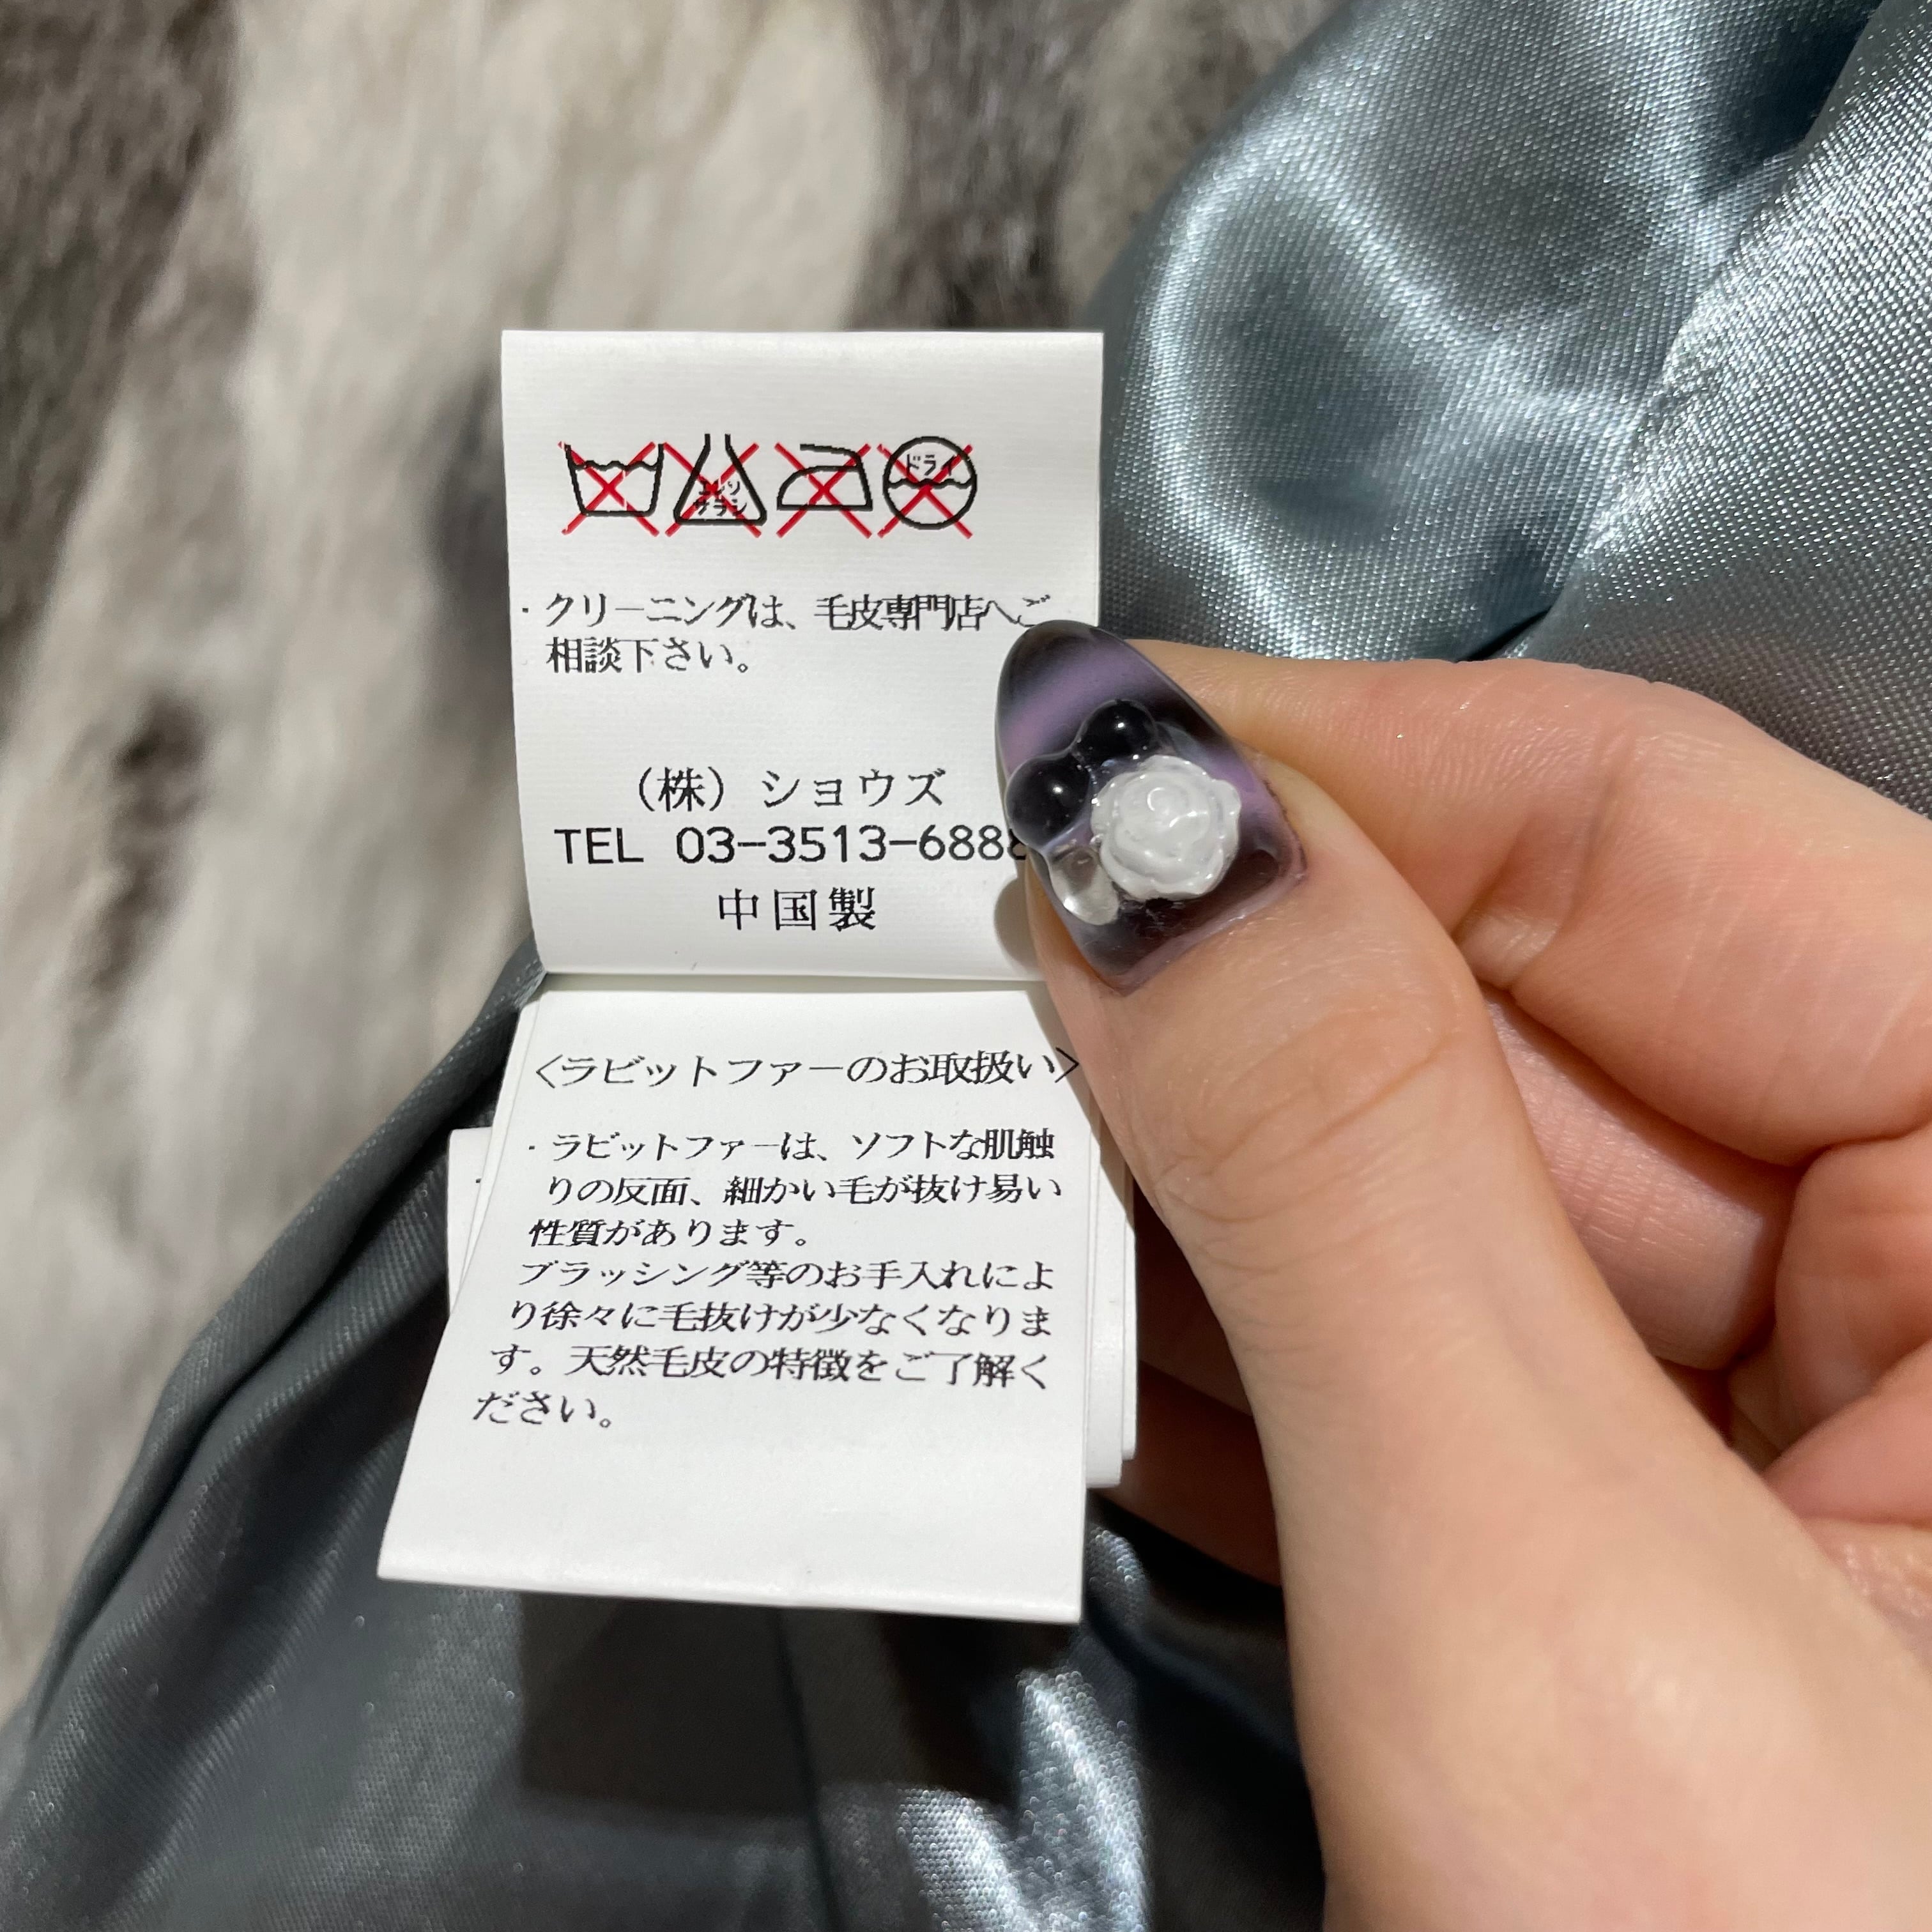 エンソ
サラシ
ドライ
・クリーニングは、毛皮専門店へご
相談下さい。
（株）ショウズ
TEL 03-3513-6888
中国製
〈ラビットファーのお取扱い〉
・ラビットファーは、ソフトな肌触
りの反面、細かい毛が抜け易い
性質があります。
ブラッシング等のお手入れによ
り徐々に毛抜けが少なくなりま
す。天然毛皮の特徴をご了解く
ださい。